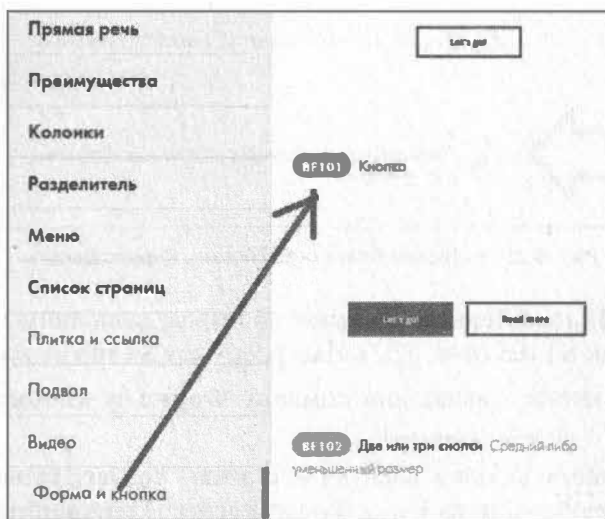 Прямая речь
Преимущества
Колонки
Разделитель
Меню
Список страниц
Плитка и ссылка
Подвал
Видео
Форма и кнопка
Let's go!
BF101 Кнопка
Let's go!
Read more
BF102 Две или три кнопки Средний либо
уменьшенный размер